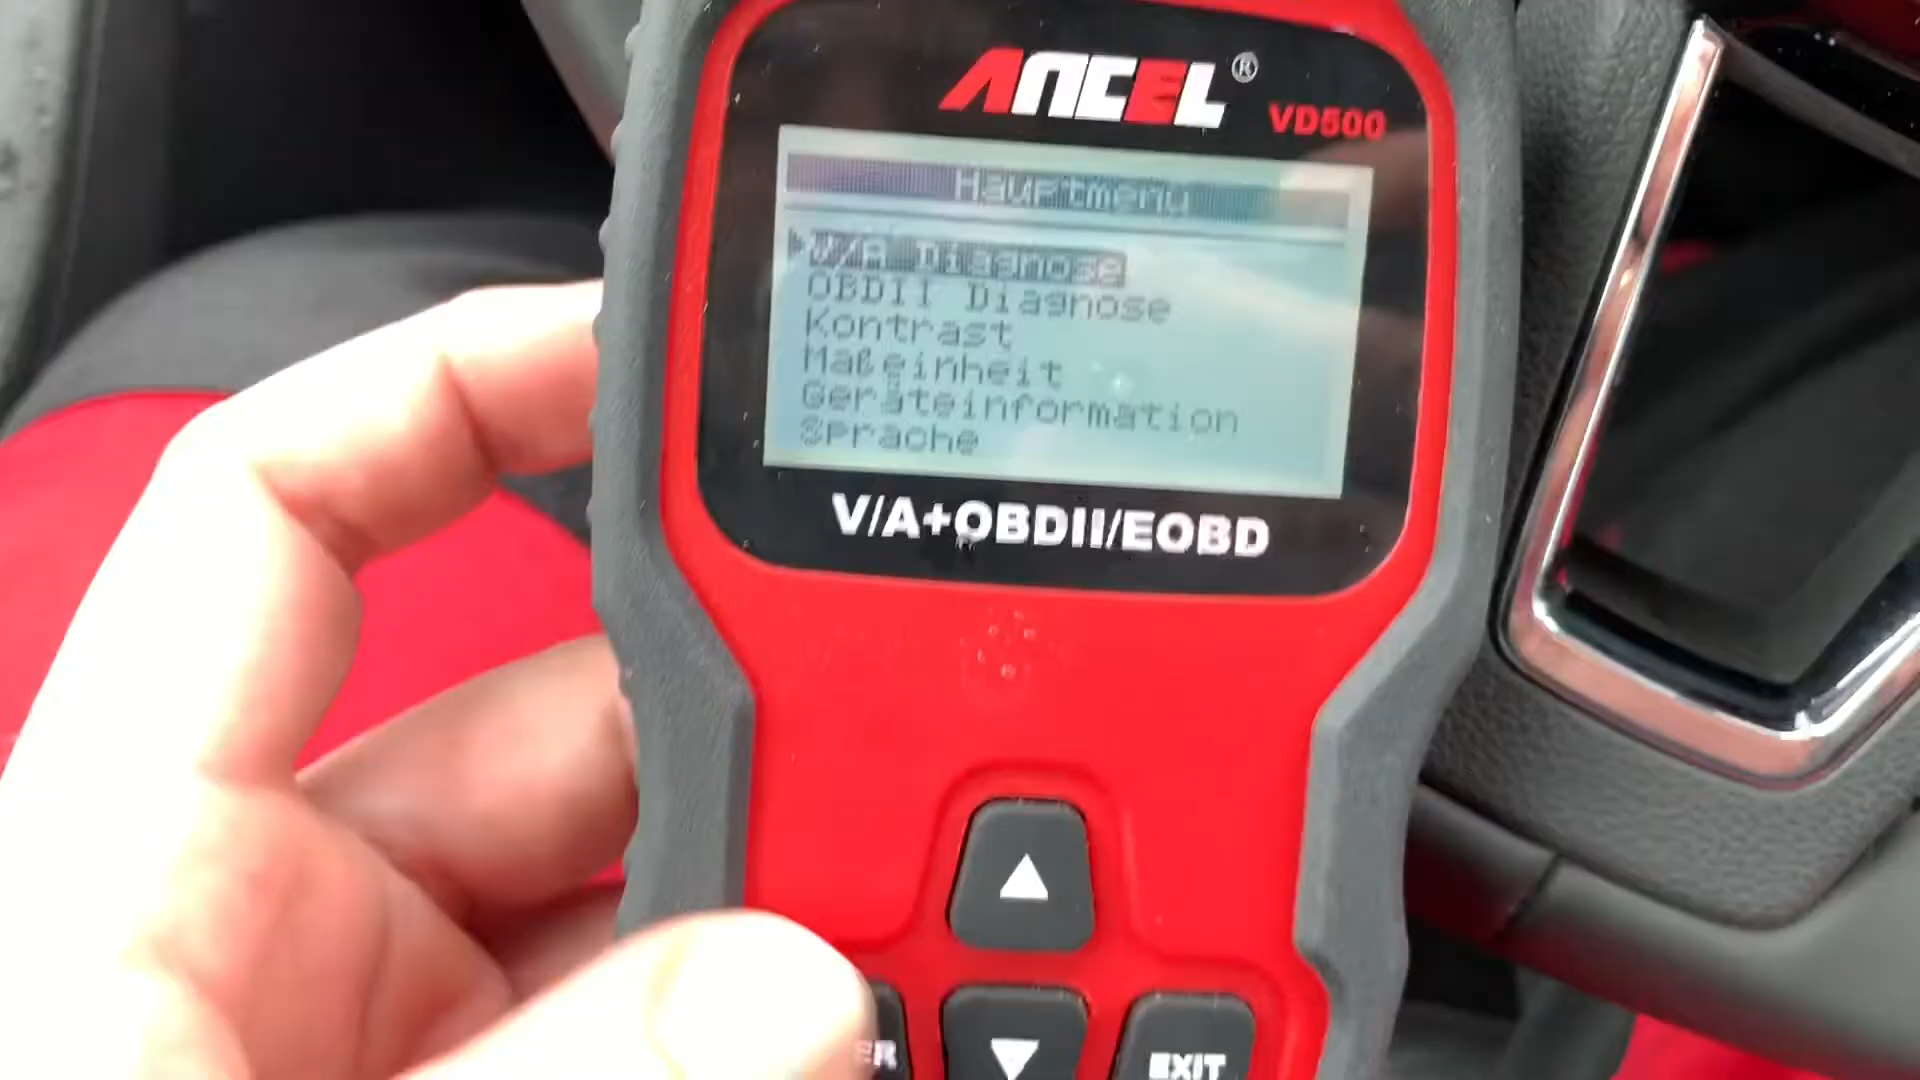 ANCEL®
VD500
Hauptmenu
V/A Diagnose
OBDII Diagnose
Kontrast
Maßeinheit
Geräteinformation
Sprache
V/A+OBDII/EOBD
EXIT